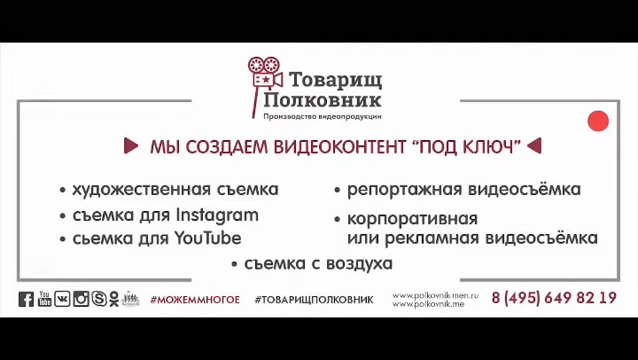 Товарищ
Полковник
Производство видеопродукции
МЫ СОЗДАЕМ ВИДЕОКОНТЕНТ “ПОД КЛЮЧ”
• художественная съемка
• съемка для Instagram
• сьемка для YouTube
• репортажная видеосъёмка
• корпоративная
или рекламная видеосъёмка
• съемка с воздуха
#МОЖЕММНОГОЕ
#ТОВАРИЩПОЛКОВНИК
www.polkovnik-men.ru
www.polkovnik.me
8 (495) 649 82 19